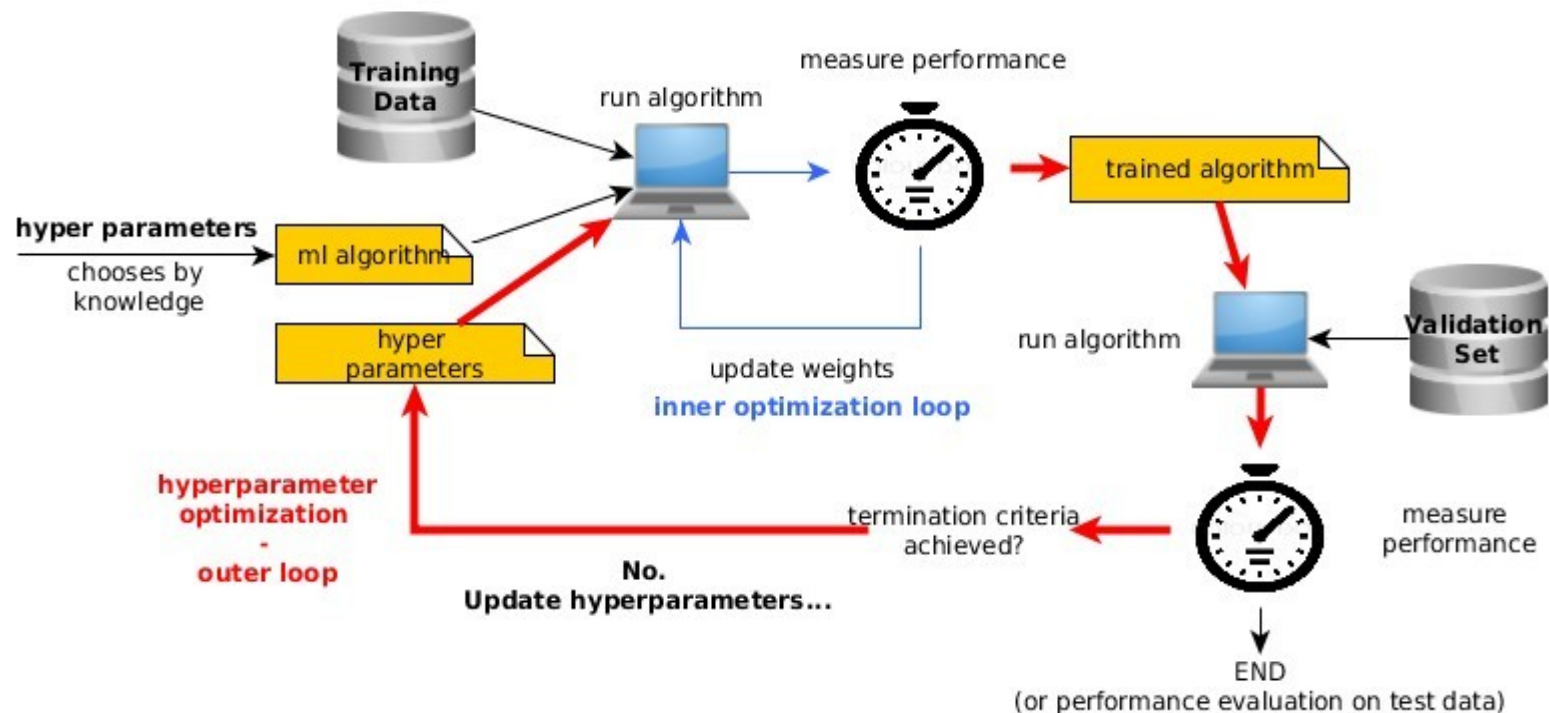 Training
Data
run algorithm
measure performance
trained algorithm
hyper parameters
chooses by
knowledge
ml algorithm
hyper
parameters
update weights
inner optimization loop
run algorithm
Validation
Set
hyperparameter
optimization
-
outer loop
termination criteria
achieved?
No.
Update hyperparameters...
measure
performance
END
(or performance evaluation on test data)